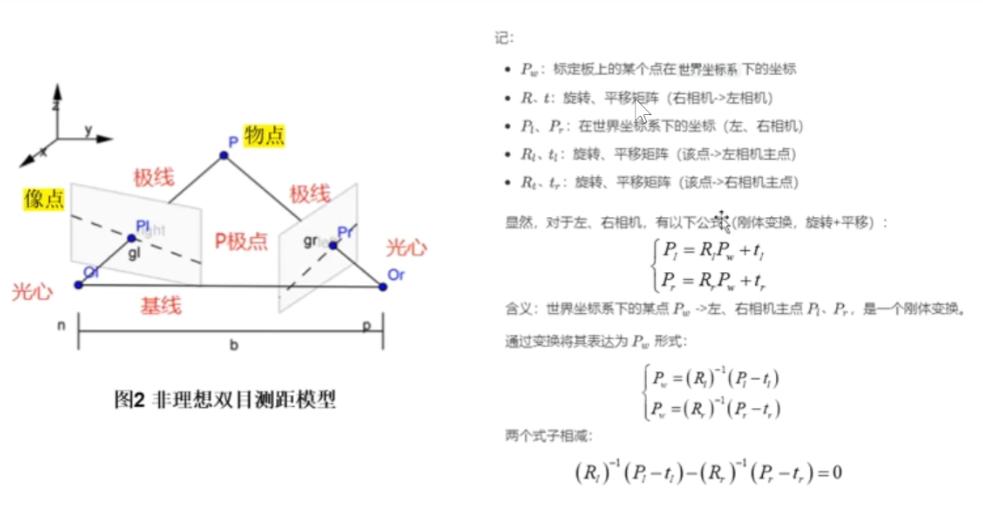 z
y
x
P 物点
极线
极线
像点
Pl
ight
gl
P极点
gr
Pr
光心
Ol
Or
光心
基线
n
p
b
图2 非理想双目测距模型
记:
• P_w: 标定板上的某个点在世界坐标系下的坐标
• R、t: 旋转、平移矩阵 (右相机->左相机)
• P_l、P_r: 在世界坐标系下的坐标 (左、右相机)
• R_l、t_l: 旋转、平移矩阵 (该点->左相机主点)
• R_t、t_r: 旋转、平移矩阵 (该点->右相机主点)
显然, 对于左、右相机, 有以下公式 (刚体变换, 旋转+平移) :
P_l = R_l P_w + t_l
P_r = R_r P_w + t_r
含义: 世界坐标系下的某点 P_w ->左、右相机主点 P_l、P_r, 是一个刚体变换。
通过变换将其表达为 P_w 形式:
P_w = (R_l)^{-1} (P_l - t_l)
P_w = (R_r)^{-1} (P_r - t_r)
两个式子相减:
(R_l)^{-1} (P_l - t_l) - (R_r)^{-1} (P_r - t_r) = 0